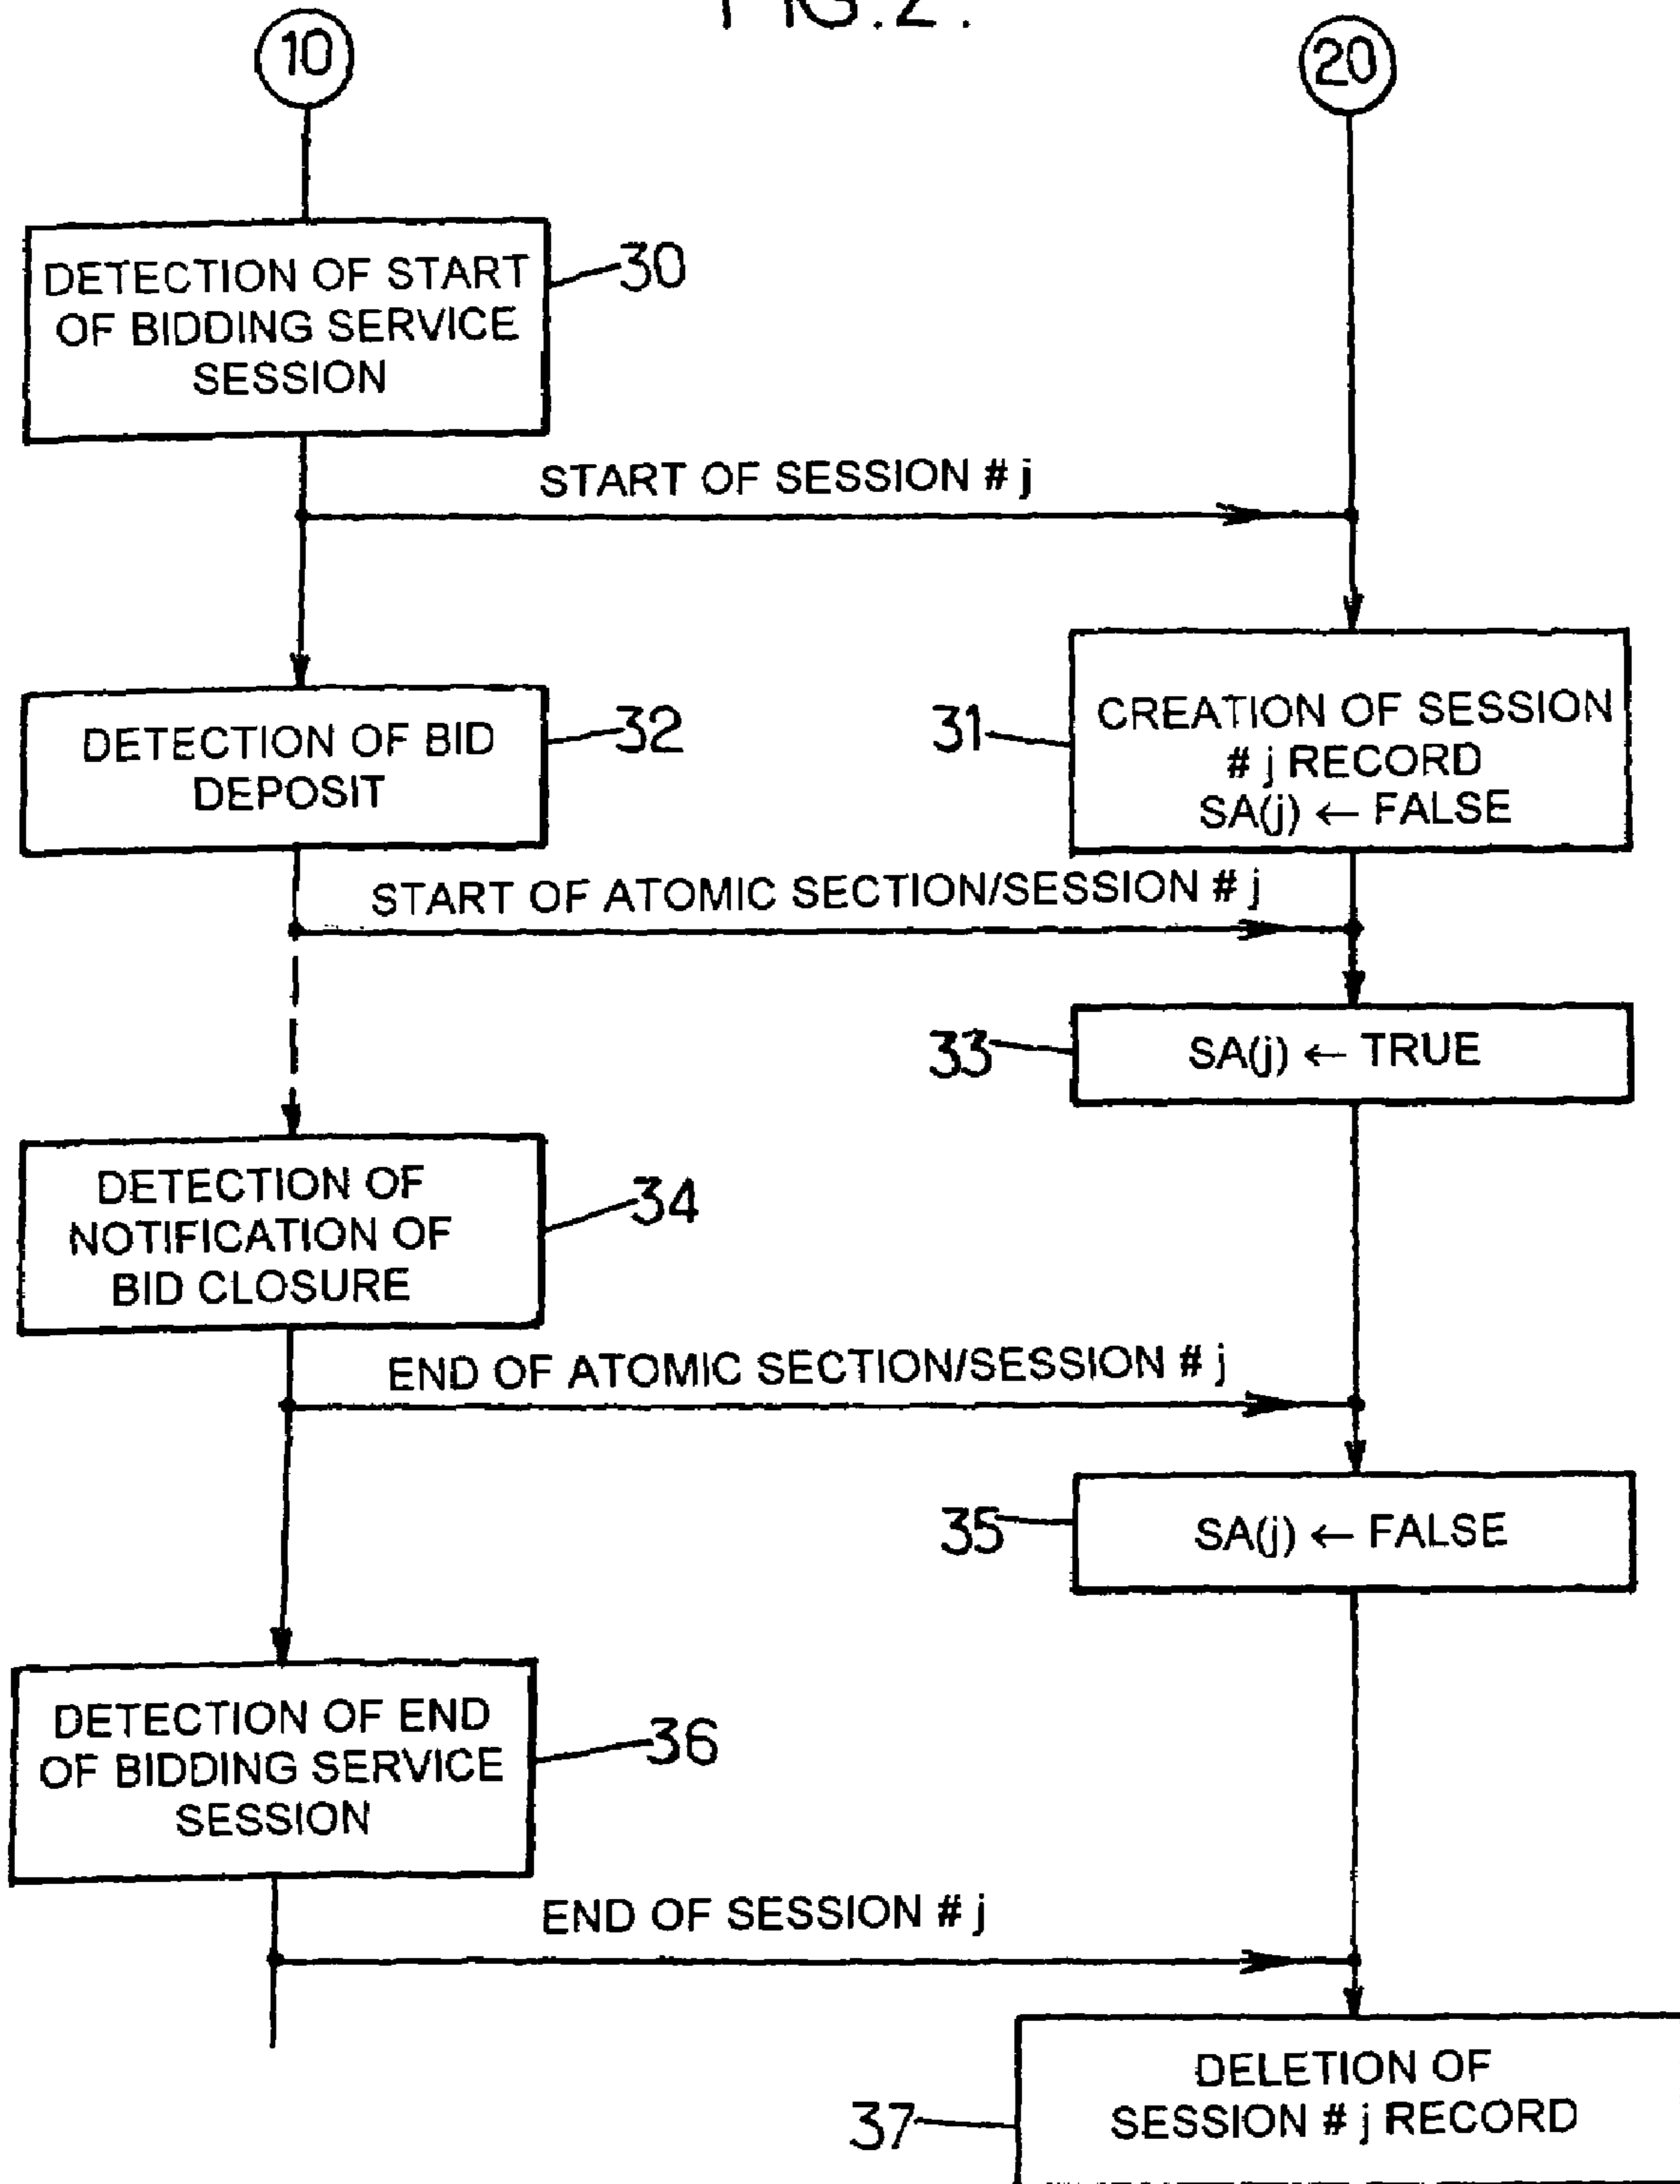 FIG.2.
10
20
DETECTION OF START
OF BIDDING SERVICE
SESSION
30
START OF SESSION # j
DETECTION OF BID
DEPOSIT
32
31
CREATION OF SESSION
# j RECORD
SA(j) ← FALSE
START OF ATOMIC SECTION/SESSION # j
33
SA(j) ← TRUE
DETECTION OF
NOTIFICATION OF
BID CLOSURE
34
END OF ATOMIC SECTION/SESSION # j
35
SA(j) ← FALSE
DETECTION OF END
OF BIDDING SERVICE
SESSION
36
END OF SESSION # j
37
DELETION OF
SESSION # j RECORD